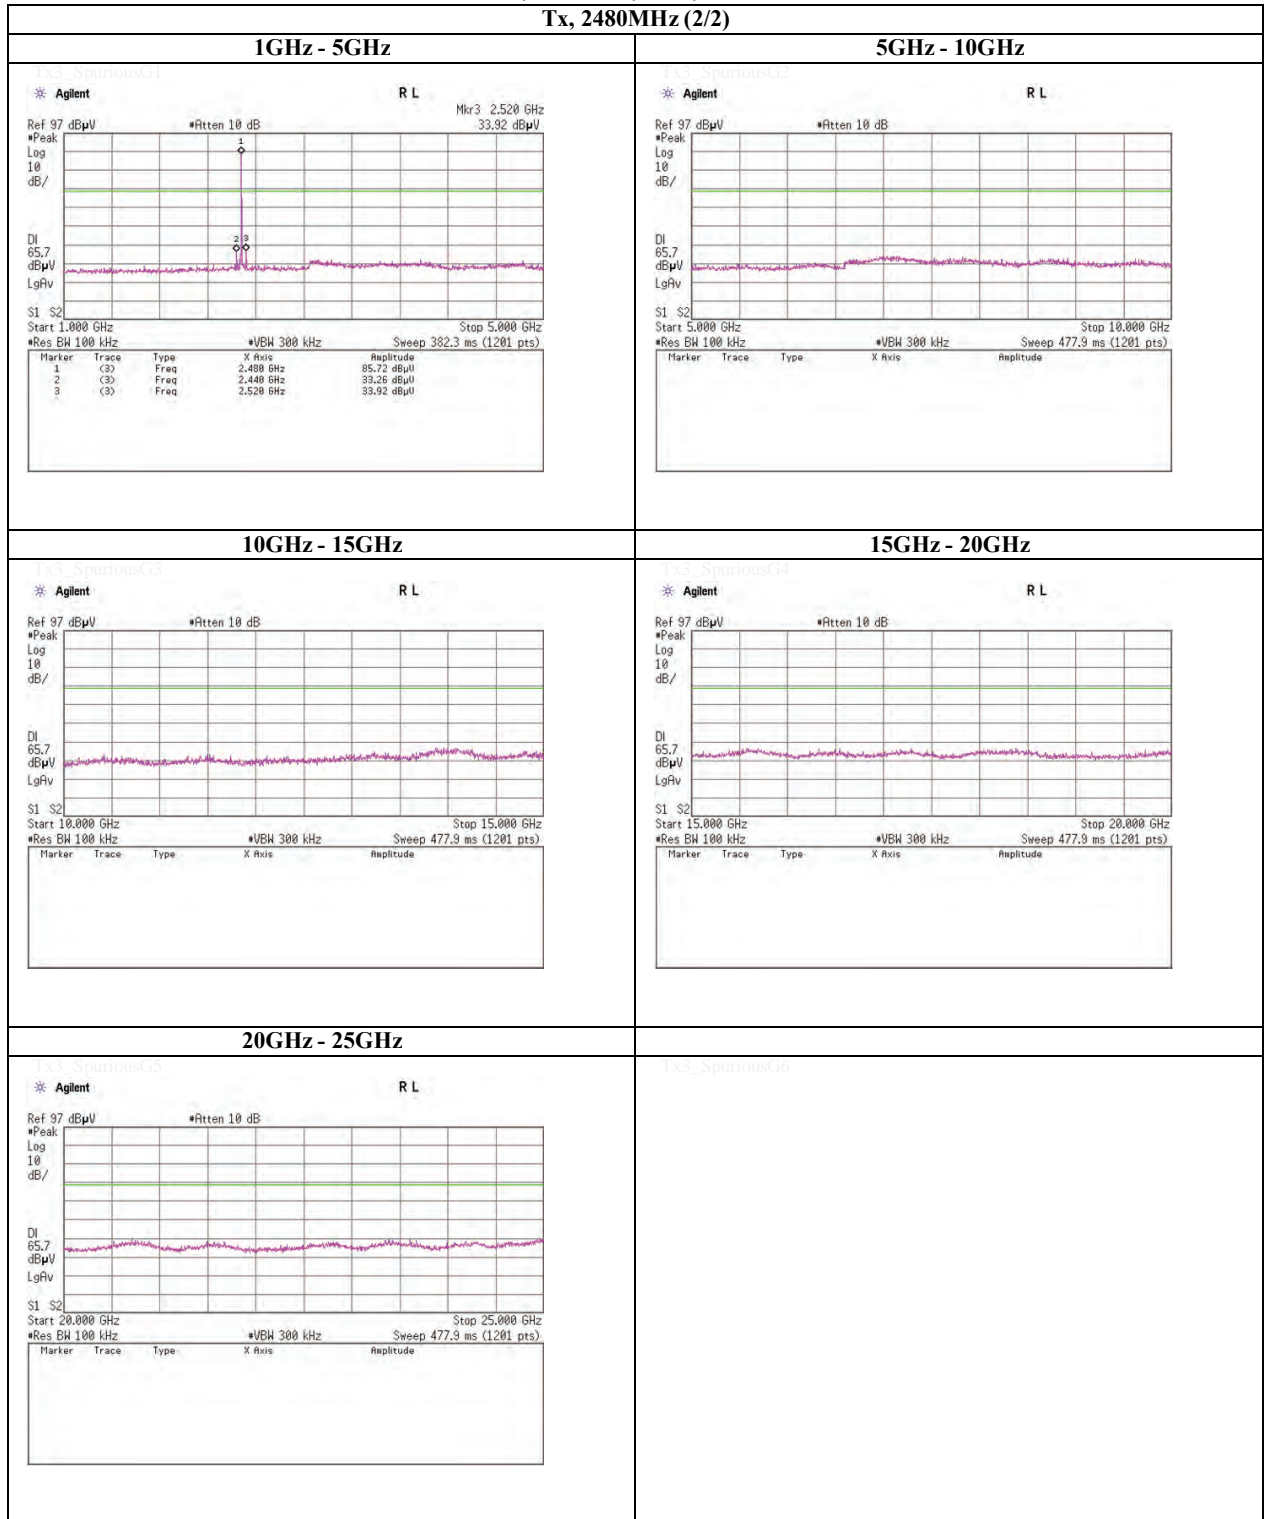 Tx, 2480MHz (2/2)
1GHz - 5GHz
5GHz - 10GHz
Tx3_SpuriousG1
Agilent
R L
Mkr3 2.520 GHz
Ref 97 dBµV
#Atten 10 dB
33.92 dBµV
#Peak
Log
10
dB/
1
2
3
DI
65.7
dBµV
LgAv
S1 S2
Start 1.000 GHz
Stop 5.000 GHz
#Res BW 100 kHz
#VBW 300 kHz
Sweep 382.3 ms (1201 pts)
Marker Trace Type X Axis Amplitude
1 (3) Freq 2.480 GHz 85.72 dBµV
2 (3) Freq 2.440 GHz 33.26 dBµV
3 (3) Freq 2.520 GHz 33.92 dBµV
Tx3_SpuriousG2
Agilent
R L
Ref 97 dBµV
#Atten 10 dB
#Peak
Log
10
dB/
DI
65.7
dBµV
LgAv
S1 S2
Start 5.000 GHz
Stop 10.000 GHz
#Res BW 100 kHz
#VBW 300 kHz
Sweep 477.9 ms (1201 pts)
Marker Trace Type X Axis Amplitude
10GHz - 15GHz
15GHz - 20GHz
Tx3_SpuriousG3
Agilent
R L
Ref 97 dBµV
#Atten 10 dB
#Peak
Log
10
dB/
DI
65.7
dBµV
LgAv
S1 S2
Start 10.000 GHz
Stop 15.000 GHz
#Res BW 100 kHz
#VBW 300 kHz
Sweep 477.9 ms (1201 pts)
Marker Trace Type X Axis Amplitude
Tx3_SpuriousG4
Agilent
R L
Ref 97 dBµV
#Atten 10 dB
#Peak
Log
10
dB/
DI
65.7
dBµV
LgAv
S1 S2
Start 15.000 GHz
Stop 20.000 GHz
#Res BW 100 kHz
#VBW 300 kHz
Sweep 477.9 ms (1201 pts)
Marker Trace Type X Axis Amplitude
20GHz - 25GHz
Tx3_SpuriousG5
Agilent
R L
Ref 97 dBµV
#Atten 10 dB
#Peak
Log
10
dB/
DI
65.7
dBµV
LgAv
S1 S2
Start 20.000 GHz
Stop 25.000 GHz
#Res BW 100 kHz
#VBW 300 kHz
Sweep 477.9 ms (1201 pts)
Marker Trace Type X Axis Amplitude
Tx3_SpuriousG6